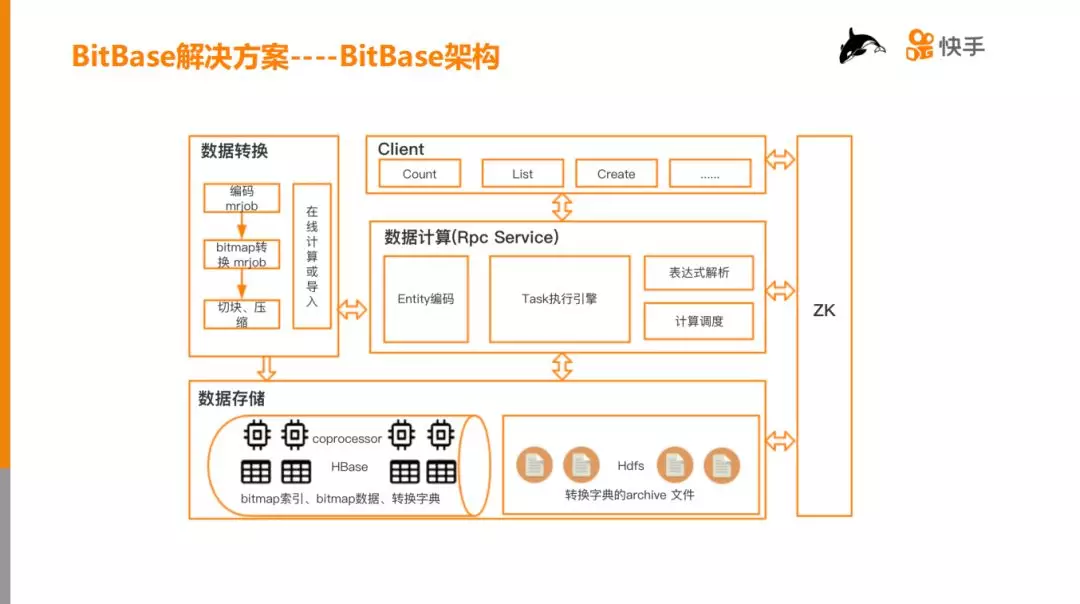 BitBase解决方案----BitBase架构
快手
数据转换
编码
mrjob
bitmap转
换 mrjob
切块、压
缩
在
线
计
算
或
导
入
Client
Count
List
Create
......
数据计算(Rpc Service)
Entity编码
Task执行引擎
表达式解析
计算调度
ZK
数据存储
coprocessor
HBase
bitmap索引、bitmap数据、转换字典
Hdfs
转换字典的archive 文件